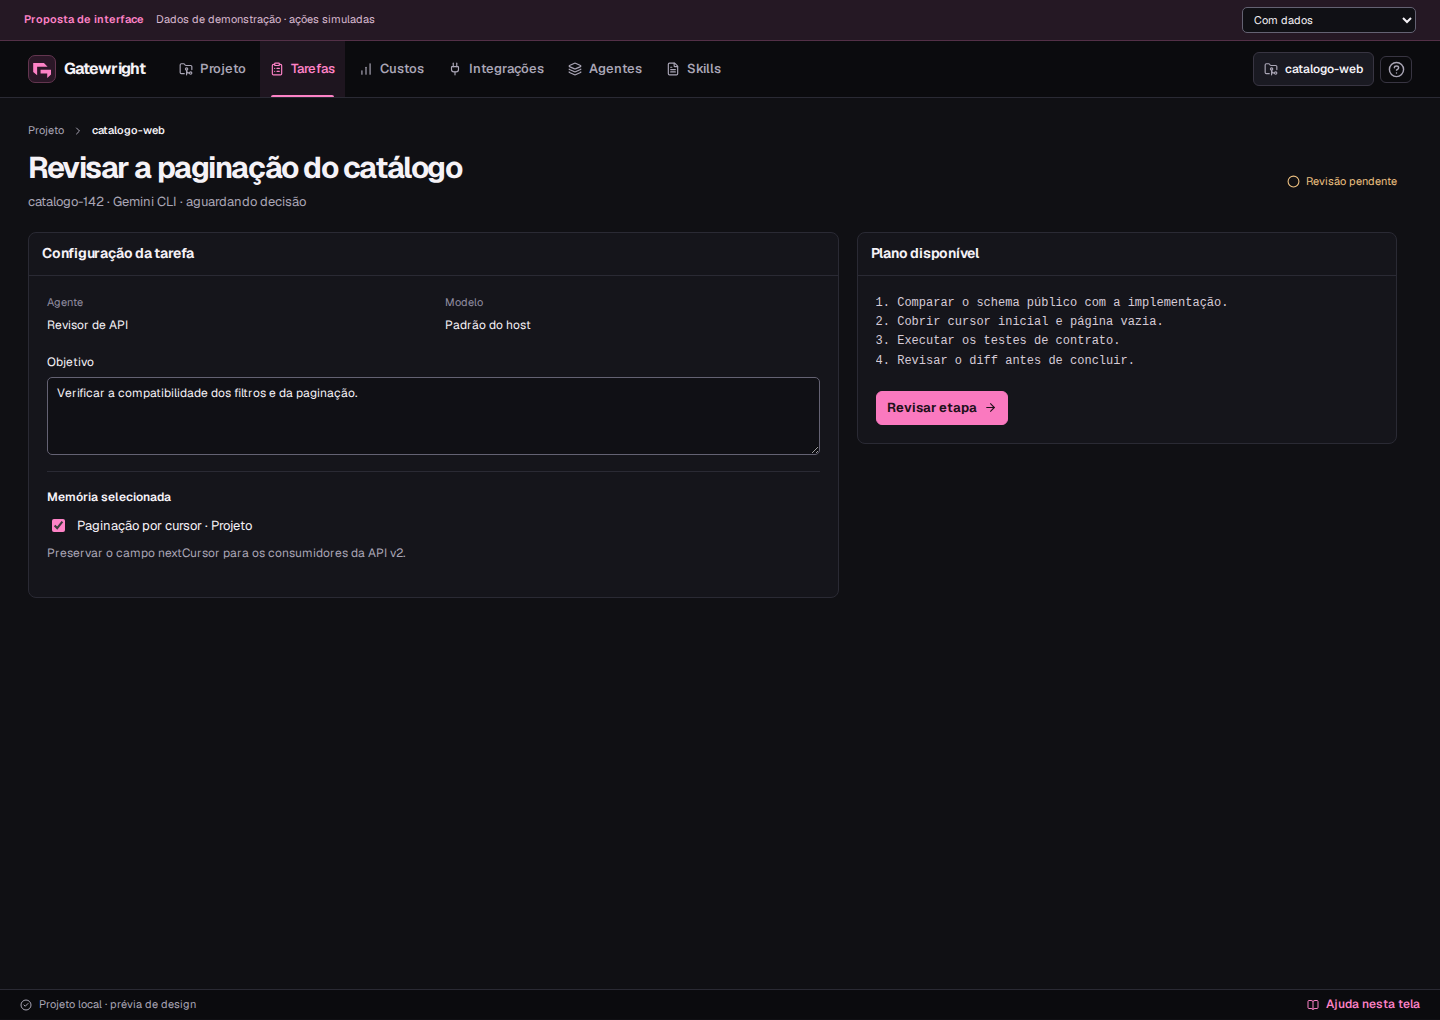 Proposta de interface Dados de demonstração · ações simuladas Com dados
Gatewright Projeto Tarefas Custos Integrações Agentes Skills catalogo-web
Projeto catalogo-web
Revisar a paginação do catálogo
Revisão pendente
catalogo-142 · Gemini CLI · aguardando decisão
Configuração da tarefa
Agente Modelo
Revisor de API Padrão do host
Objetivo
Verificar a compatibilidade dos filtros e da paginação.
Memória selecionada
Paginação por cursor · Projeto
Preservar o campo nextCursor para os consumidores da API v2.
Plano disponível
1. Comparar o schema público com a implementação.
2. Cobrir cursor inicial e página vazia.
3. Executar os testes de contrato.
4. Revisar o diff antes de concluir.
Revisar etapa
Projeto local · prévia de design Ajuda nesta tela